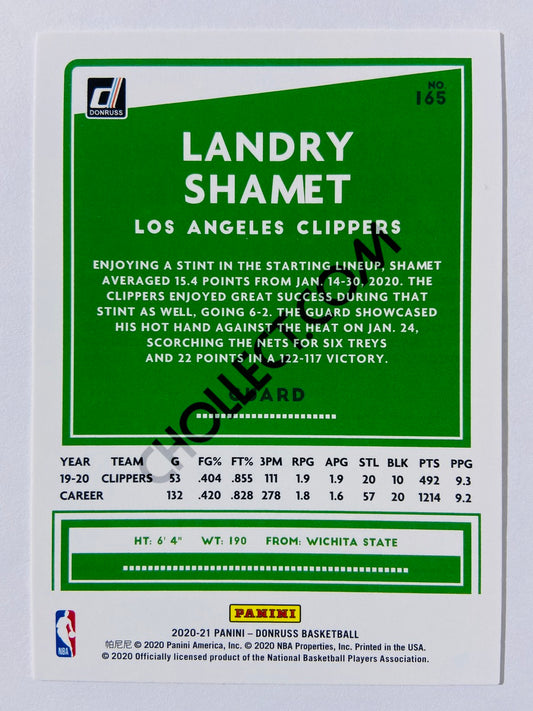 DONRUSS
NO.
165
LANDRY
SHAMET
LOS ANGELES CLIPPERS
ENJOYING A STINT IN THE STARTING LINEUP, SHAMET
AVERAGED 15.4 POINTS FROM JAN. 14-30, 2020. THE
CLIPPERS ENJOYED GREAT SUCCESS DURING THAT
STINT AS WELL, GOING 6-2. THE GUARD SHOWCASED
HIS HOT HAND AGAINST THE HEAT ON JAN. 24,
SCORCHING THE NETS FOR SIX TREYS
AND 22 POINTS IN A 122-117 VICTORY.
GUARD
CHOLLECT.COM
YEAR TEAM G FG% FT% 3PM RPG APG STL BLK PTS PPG
19-20 CLIPPERS 53 .404 .855 111 1.9 1.9 20 10 492 9.3
CAREER 132 .420 .828 278 1.8 1.6 57 20 1214 9.2
HT: 6' 4" WT: 190 FROM: WICHITA STATE
PANINI
NBA
2020-21 PANINI – DONRUSS BASKETBALL
帕尼尼 © 2020 Panini America, Inc. © 2020 NBA Properties, Inc. Printed in the USA.
© 2020 Officially licensed product of the National Basketball Players Association.